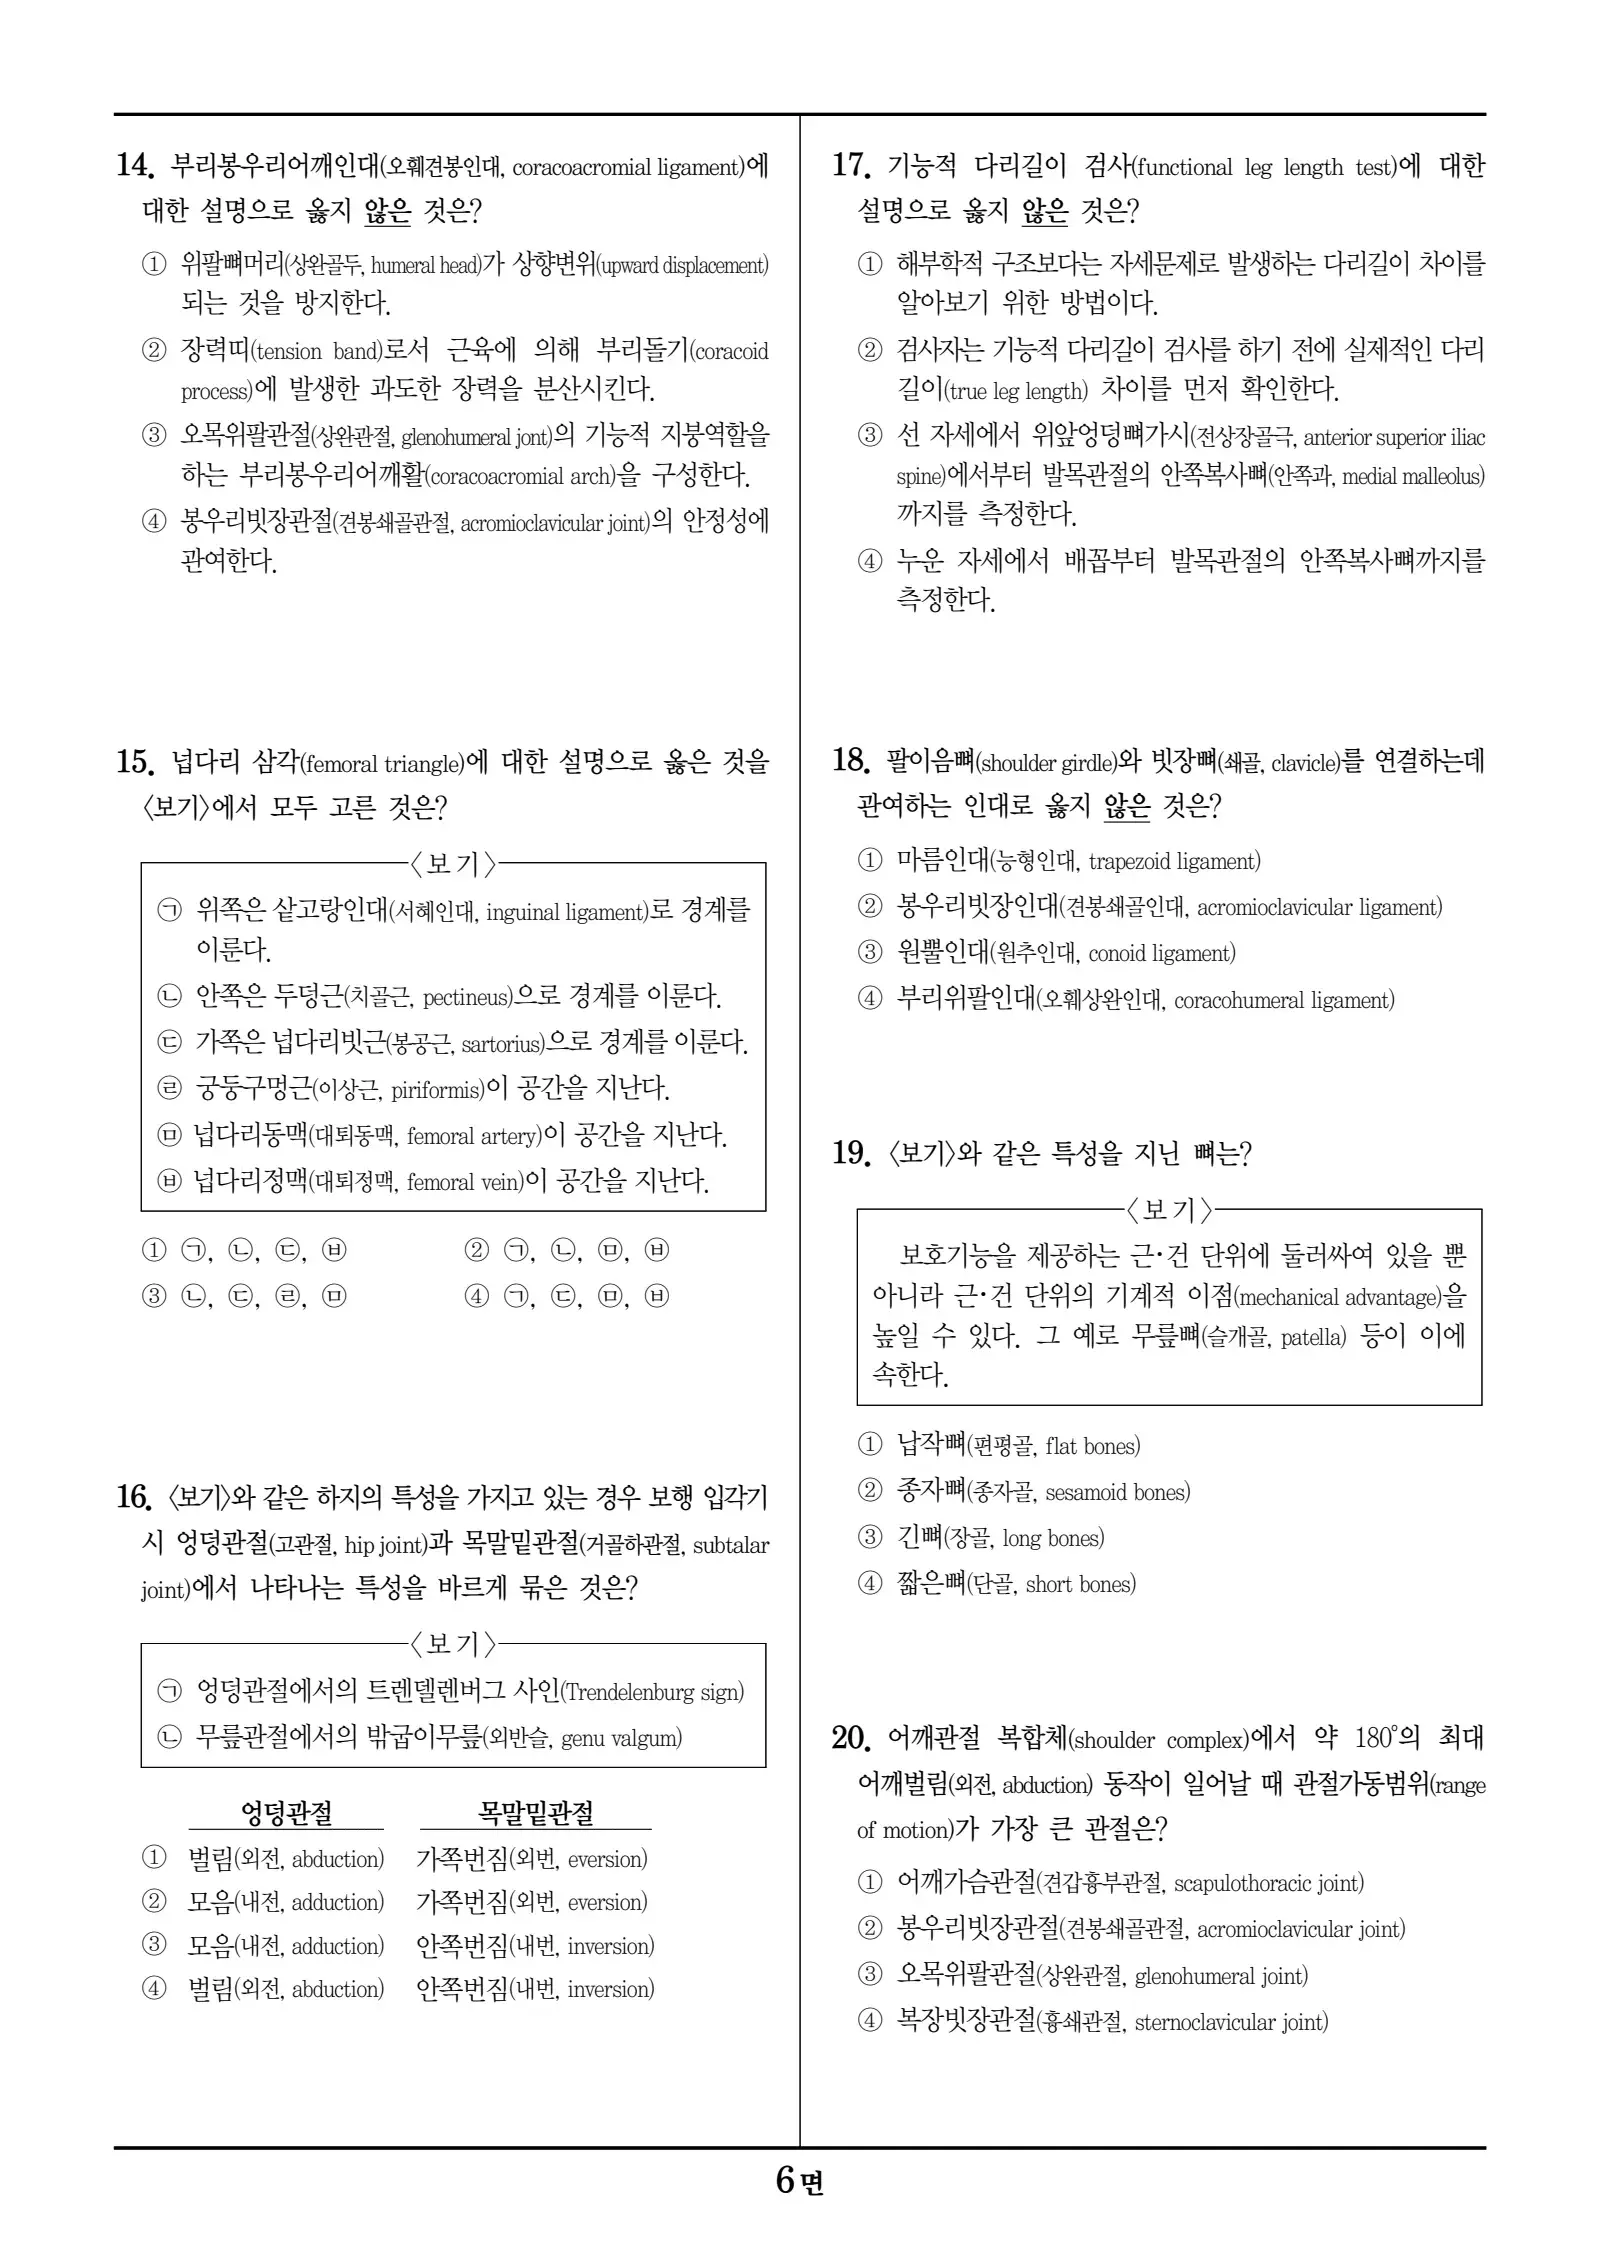 14. 부리봉우리어깨인대(오훼견봉인대, coracoacromial ligament)에
대한 설명으로 옳지 않은 것은?
① 위팔뼈머리(상완골두, humeral head)가 상향변위(upward displacement)
되는 것을 방지한다.
② 장력띠(tension band)로서 근육에 의해 부리돌기(coracoid
process)에 발생한 과도한 장력을 분산시킨다.
③ 오목위팔관절(상완관절, glenohumeral jont)의 기능적 지붕역할을
하는 부리봉우리어깨활(coracoacromial arch)을 구성한다.
④ 봉우리빗장관절(견봉쇄골관절, acromioclavicular joint)의 안정성에
관여한다.
15. 넙다리 삼각(femoral triangle)에 대한 설명으로 옳은 것을
〈보기〉에서 모두 고른 것은?
〈보 기〉
㉠ 위쪽은 샅고랑인대(서혜인대, inguinal ligament)로 경계를
이룬다.
㉡ 안쪽은 두덩근(치골근, pectineus)으로 경계를 이룬다.
㉢ 가쪽은 넙다리빗근(봉공근, sartorius)으로 경계를 이룬다.
㉣ 궁둥구멍근(이상근, piriformis)이 공간을 지난다.
㉤ 넙다리동맥(대퇴동맥, femoral artery)이 공간을 지난다.
㉥ 넙다리정맥(대퇴정맥, femoral vein)이 공간을 지난다.
① ㉠, ㉡, ㉢, ㉥ ② ㉠, ㉡, ㉤, ㉥
③ ㉡, ㉢, ㉣, ㉤ ④ ㉠, ㉢, ㉤, ㉥
16. 〈보기〉와 같은 하지의 특성을 가지고 있는 경우 보행 입각기
시 엉덩관절(고관절, hip joint)과 목말밑관절(거골하관절, subtalar
joint)에서 나타나는 특성을 바르게 묶은 것은?
〈보 기〉
㉠ 엉덩관절에서의 트렌델렌버그 사인(Trendelenburg sign)
㉡ 무릎관절에서의 밖굽이무릎(외반슬, genu valgum)
엉덩관절 목말밑관절
① 벌림(외전, abduction) 가쪽번짐(외번, eversion)
② 모음(내전, adduction) 가쪽번짐(외번, eversion)
③ 모음(내전, adduction) 안쪽번짐(내번, inversion)
④ 벌림(외전, abduction) 안쪽번짐(내번, inversion)
17. 기능적 다리길이 검사(functional leg length test)에 대한
설명으로 옳지 않은 것은?
① 해부학적 구조보다는 자세문제로 발생하는 다리길이 차이를
알아보기 위한 방법이다.
② 검사자는 기능적 다리길이 검사를 하기 전에 실제적인 다리
길이(true leg length) 차이를 먼저 확인한다.
③ 선 자세에서 위앞엉덩뼈가시(전상장골극, anterior superior iliac
spine)에서부터 발목관절의 안쪽복사뼈(안쪽과, medial malleolus)
까지를 측정한다.
④ 누운 자세에서 배꼽부터 발목관절의 안쪽복사뼈까지를
측정한다.
18. 팔이음뼈(shoulder girdle)와 빗장뼈(쇄골, clavicle)를 연결하는데
관여하는 인대로 옳지 않은 것은?
① 마름인대(능형인대, trapezoid ligament)
② 봉우리빗장인대(견봉쇄골인대, acromioclavicular ligament)
③ 원뿔인대(원추인대, conoid ligament)
④ 부리위팔인대(오훼상완인대, coracohumeral ligament)
19. 〈보기〉와 같은 특성을 지닌 뼈는?
〈보 기〉
보호기능을 제공하는 근·건 단위에 둘러싸여 있을 뿐
아니라 근·건 단위의 기계적 이점(mechanical advantage)을
높일 수 있다. 그 예로 무릎뼈(슬개골, patella) 등이 이에
속한다.
① 납작뼈(편평골, flat bones)
② 종자뼈(종자골, sesamoid bones)
③ 긴뼈(장골, long bones)
④ 짧은뼈(단골, short bones)
20. 어깨관절 복합체(shoulder complex)에서 약 180°의 최대
어깨벌림(외전, abduction) 동작이 일어날 때 관절가동범위(range
of motion)가 가장 큰 관절은?
① 어깨가슴관절(견갑흉부관절, scapulothoracic joint)
② 봉우리빗장관절(견봉쇄골관절, acromioclavicular joint)
③ 오목위팔관절(상완관절, glenohumeral joint)
④ 복장빗장관절(흉쇄관절, sternoclavicular joint)
6 면